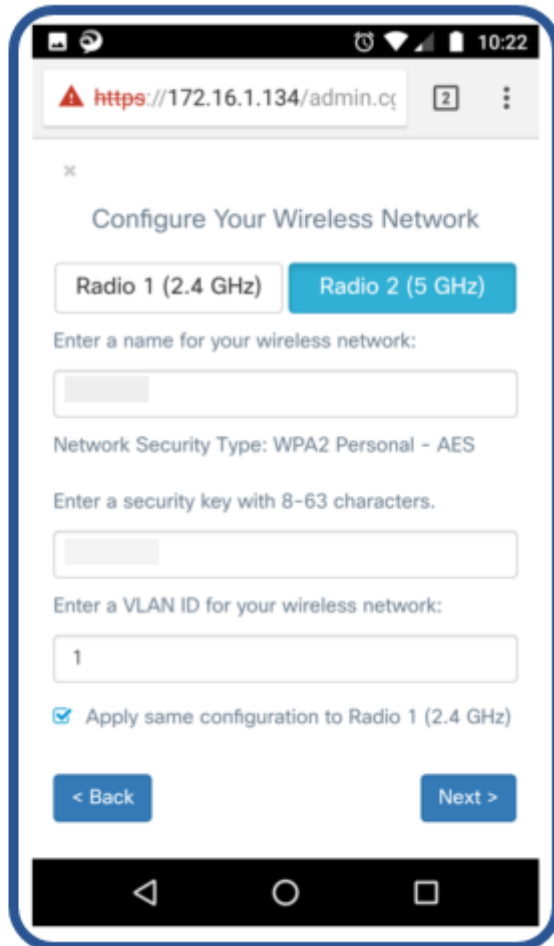 10:22
https://172.16.1.134/admin.cg
2
Configure Your Wireless Network
Radio 1 (2.4 GHz)
Radio 2 (5 GHz)
Enter a name for your wireless network:
Network Security Type: WPA2 Personal - AES
Enter a security key with 8-63 characters.
Enter a VLAN ID for your wireless network:
1
Apply same configuration to Radio 1 (2.4 GHz)
< Back
Next >